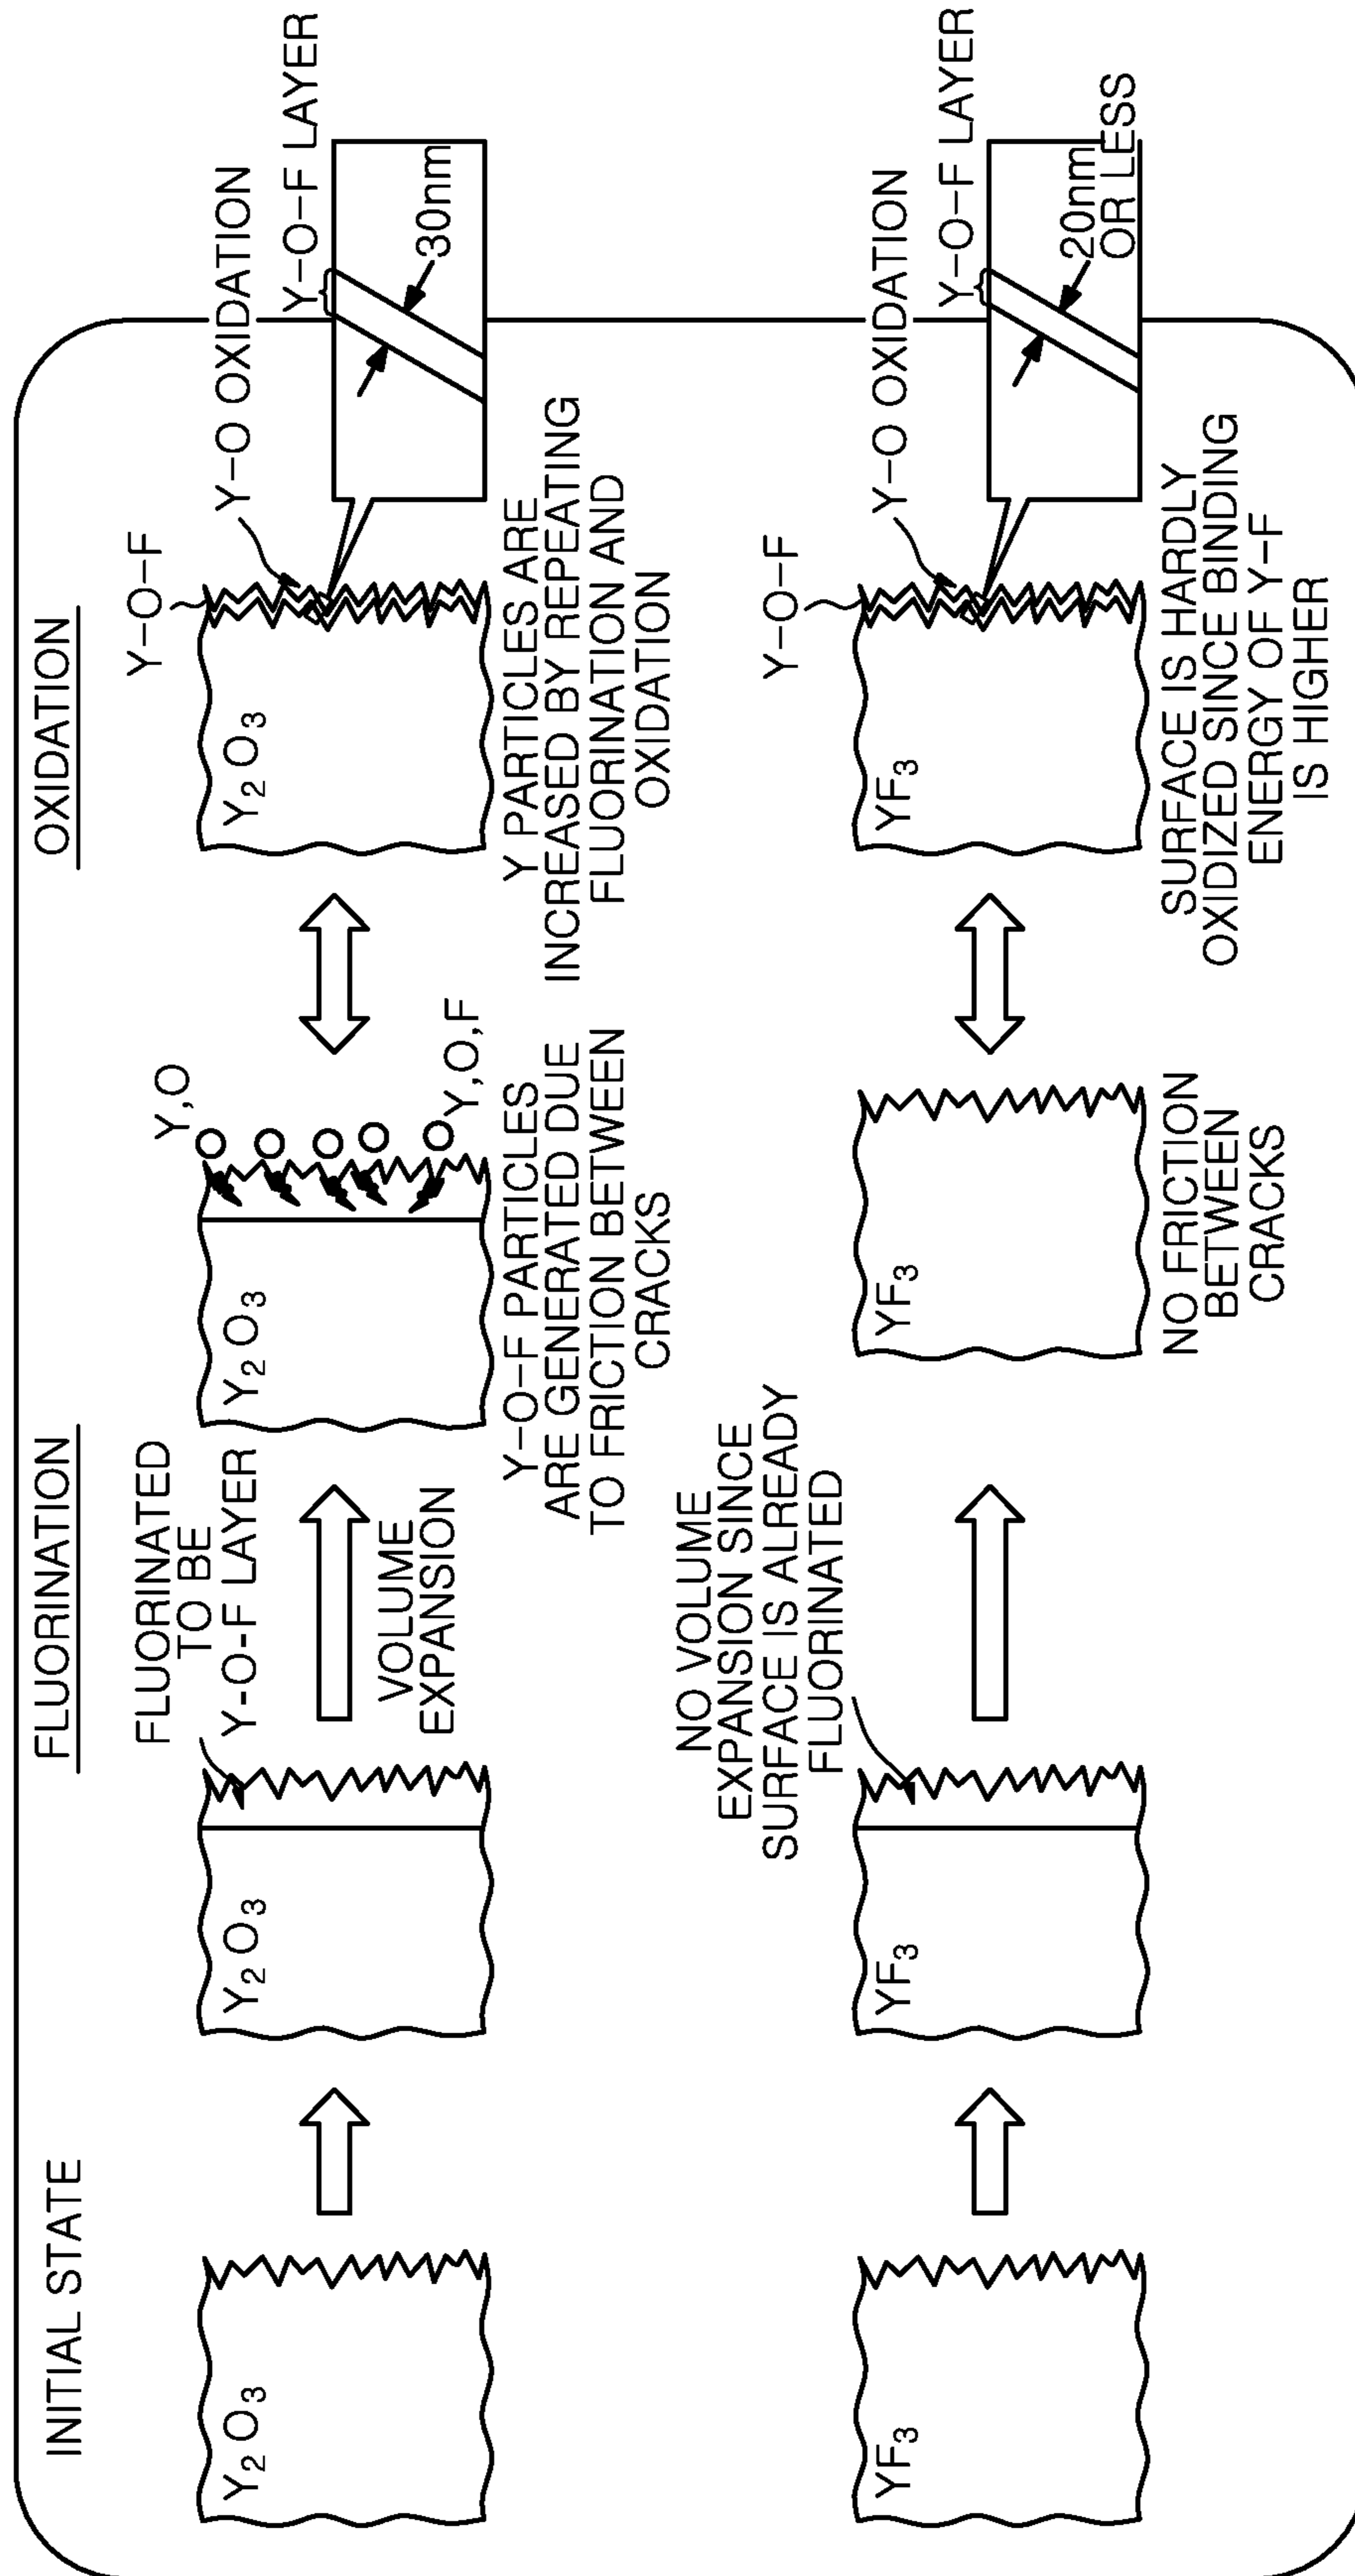 INITIAL STATE
FLUORINATION
OXIDATION
Y2O3
FLUORINATED
TO BE
Y-O-F LAYER
Y2O3
VOLUME
EXPANSION
Y,O
Y2O3
Y,O,F
Y-O-F PARTICLES
ARE GENERATED DUE
TO FRICTION BETWEEN
CRACKS
Y-O-F
Y-O OXIDATION
Y-O-F LAYER
Y2O3
30nm
Y PARTICLES ARE
INCREASED BY REPEATING
FLUORINATION AND
OXIDATION
YF3
NO VOLUME
EXPANSION SINCE
SURFACE IS ALREADY
FLUORINATED
YF3
YF3
NO FRICTION
BETWEEN
CRACKS
Y-O-F
Y-O OXIDATION
Y-O-F LAYER
YF3
20nm
OR LESS
SURFACE IS HARDLY
OXIDIZED SINCE BINDING
ENERGY OF Y-F
IS HIGHER